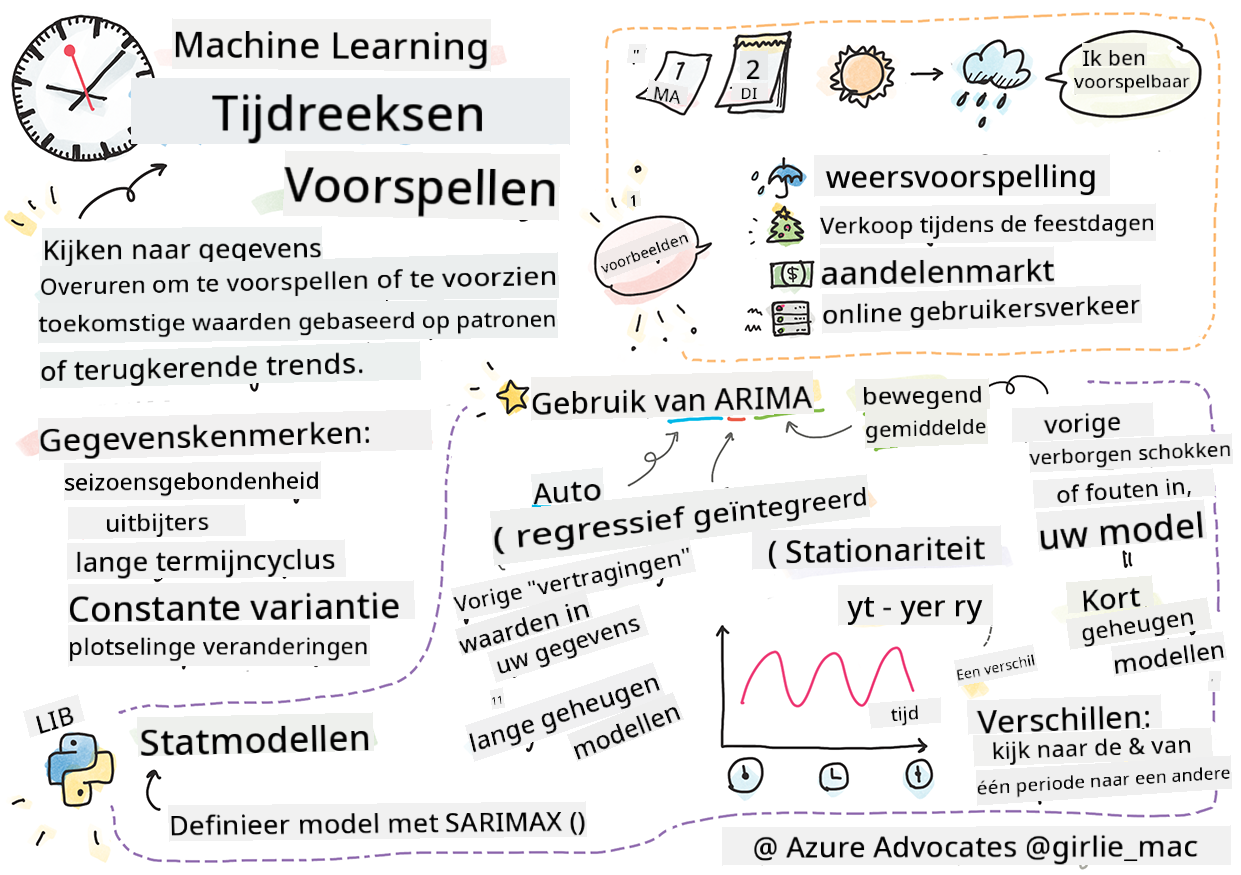 Machine Learning
Tijdreeksen
Voorspellen
Kijken naar gegevens
Overuren om te voorspellen of te voorzien
toekomstige waarden gebaseerd op patronen
of terugkerende trends.
Gegevenskenmerken:
seizoensgebondenheid
uitbijters
lange termijncyclus
Constante variantie
plotselinge veranderingen
"
1
MA
2
DI
Ik ben
voorspelbaar
1
voorbeelden
weersvoorspelling
Verkoop tijdens de feestdagen
$
aandelenmarkt
online gebruikersverkeer
Gebruik van ARIMA
bewegend
gemiddelde
vorige
verborgen schokken
of fouten in,
uw model
Kort
geheugen
modellen
Auto
( regressief geïntegreerd
Vorige "vertragingen"
waarden in
uw gegevens
11
lange geheugen
modellen
( Stationariteit
yt - yer ry
Een verschil
tijd
Verschillen:
kijk naar de & van
één periode naar een andere
LIB
Statmodellen
Definieer model met SARIMAX ()
@ Azure Advocates @girlie_mac